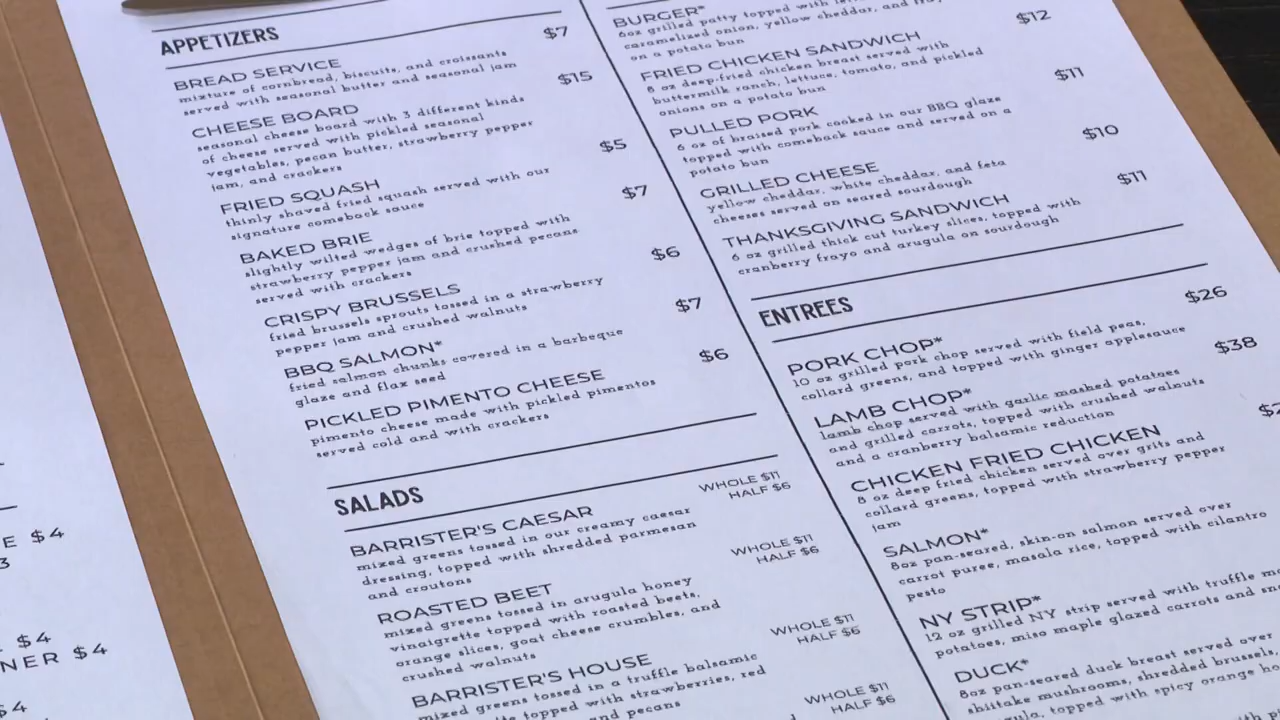 E $4
3
$4
NER $4
$4
APPETIZERS
BREAD SERVICE $7
mixture of cornbread, biscuits, and croissants
served with seasonal butter and seasonal jam
CHEESE BOARD $15
seasonal cheese board with 3 different kinds
of cheese served with pickled seasonal
vegetables, pecan butter, strawberry pepper
jam, and crackers
FRIED SQUASH $5
thinly shaved fried squash served with our
signature comeback sauce
BAKED BRIE $7
slightly wilted wedges of brie topped with
strawberry pepper jam and crushed pecans
served with crackers
CRISPY BRUSSELS $6
fried brussels sprouts tossed in a strawberry
pepper jam and crushed walnuts
BBQ SALMON* $7
fried salmon chunks covered in a barbeque
glaze and flax seed
PICKLED PIMENTO CHEESE $6
pimento cheese made with pickled pimentos
served cold and with crackers
SALADS
BARRISTER'S CAESAR WHOLE $11
HALF $6
mixed greens tossed in our creamy caesar
dressing, topped with shredded parmesan
and croutons
ROASTED BEET WHOLE $11
HALF $6
mixed greens tossed in arugula honey
vinaigrette topped with roasted beets,
orange slices, goat cheese crumbles, and
crushed walnuts
BARRISTER'S HOUSE WHOLE $11
HALF $6
mixed greens tossed in a truffle balsamic
topped with strawberries, red
and pecans
WHOLE $11
HALF $6
BURGER*
6oz grilled patty topped with
caramelized onion, yellow cheddar, and
on a potato bun
FRIED CHICKEN SANDWICH $12
8 oz deep-fried chicken breast served with
buttermilk ranch, lettuce, tomato, and pickled
onions on a potato bun
PULLED PORK $11
6 oz of braised pork cooked in our BBQ glaze
topped with comeback sauce and served on a
potato bun
GRILLED CHEESE $10
yellow cheddar, white cheddar, and feta
cheeses served on seared sourdough
THANKSGIVING SANDWICH $11
6 oz grilled thick cut turkey slices, topped with
cranberry frayo and arugula on sourdough
ENTREES
PORK CHOP* $26
10 oz grilled pork chop served with field peas,
collard greens, and topped with ginger applesauce
LAMB CHOP* $38
lamb chop served with garlic mashed potatoes
and grilled carrots, topped with crushed walnuts
and a cranberry balsamic reduction
CHICKEN FRIED CHICKEN
8 oz deep fried chicken served over grits and
collard greens, topped with strawberry pepper
jam
SALMON*
8oz pan-seared, skin-on salmon served over
carrot puree, masala rice, topped with cilantro
pesto
NY STRIP*
12 oz grilled NY strip served with truffle
potatoes, miso maple glazed carrots and
DUCK*
8oz pan-seared duck breast served over
shiitake mushrooms, shredded brussels,
topped with spicy orange